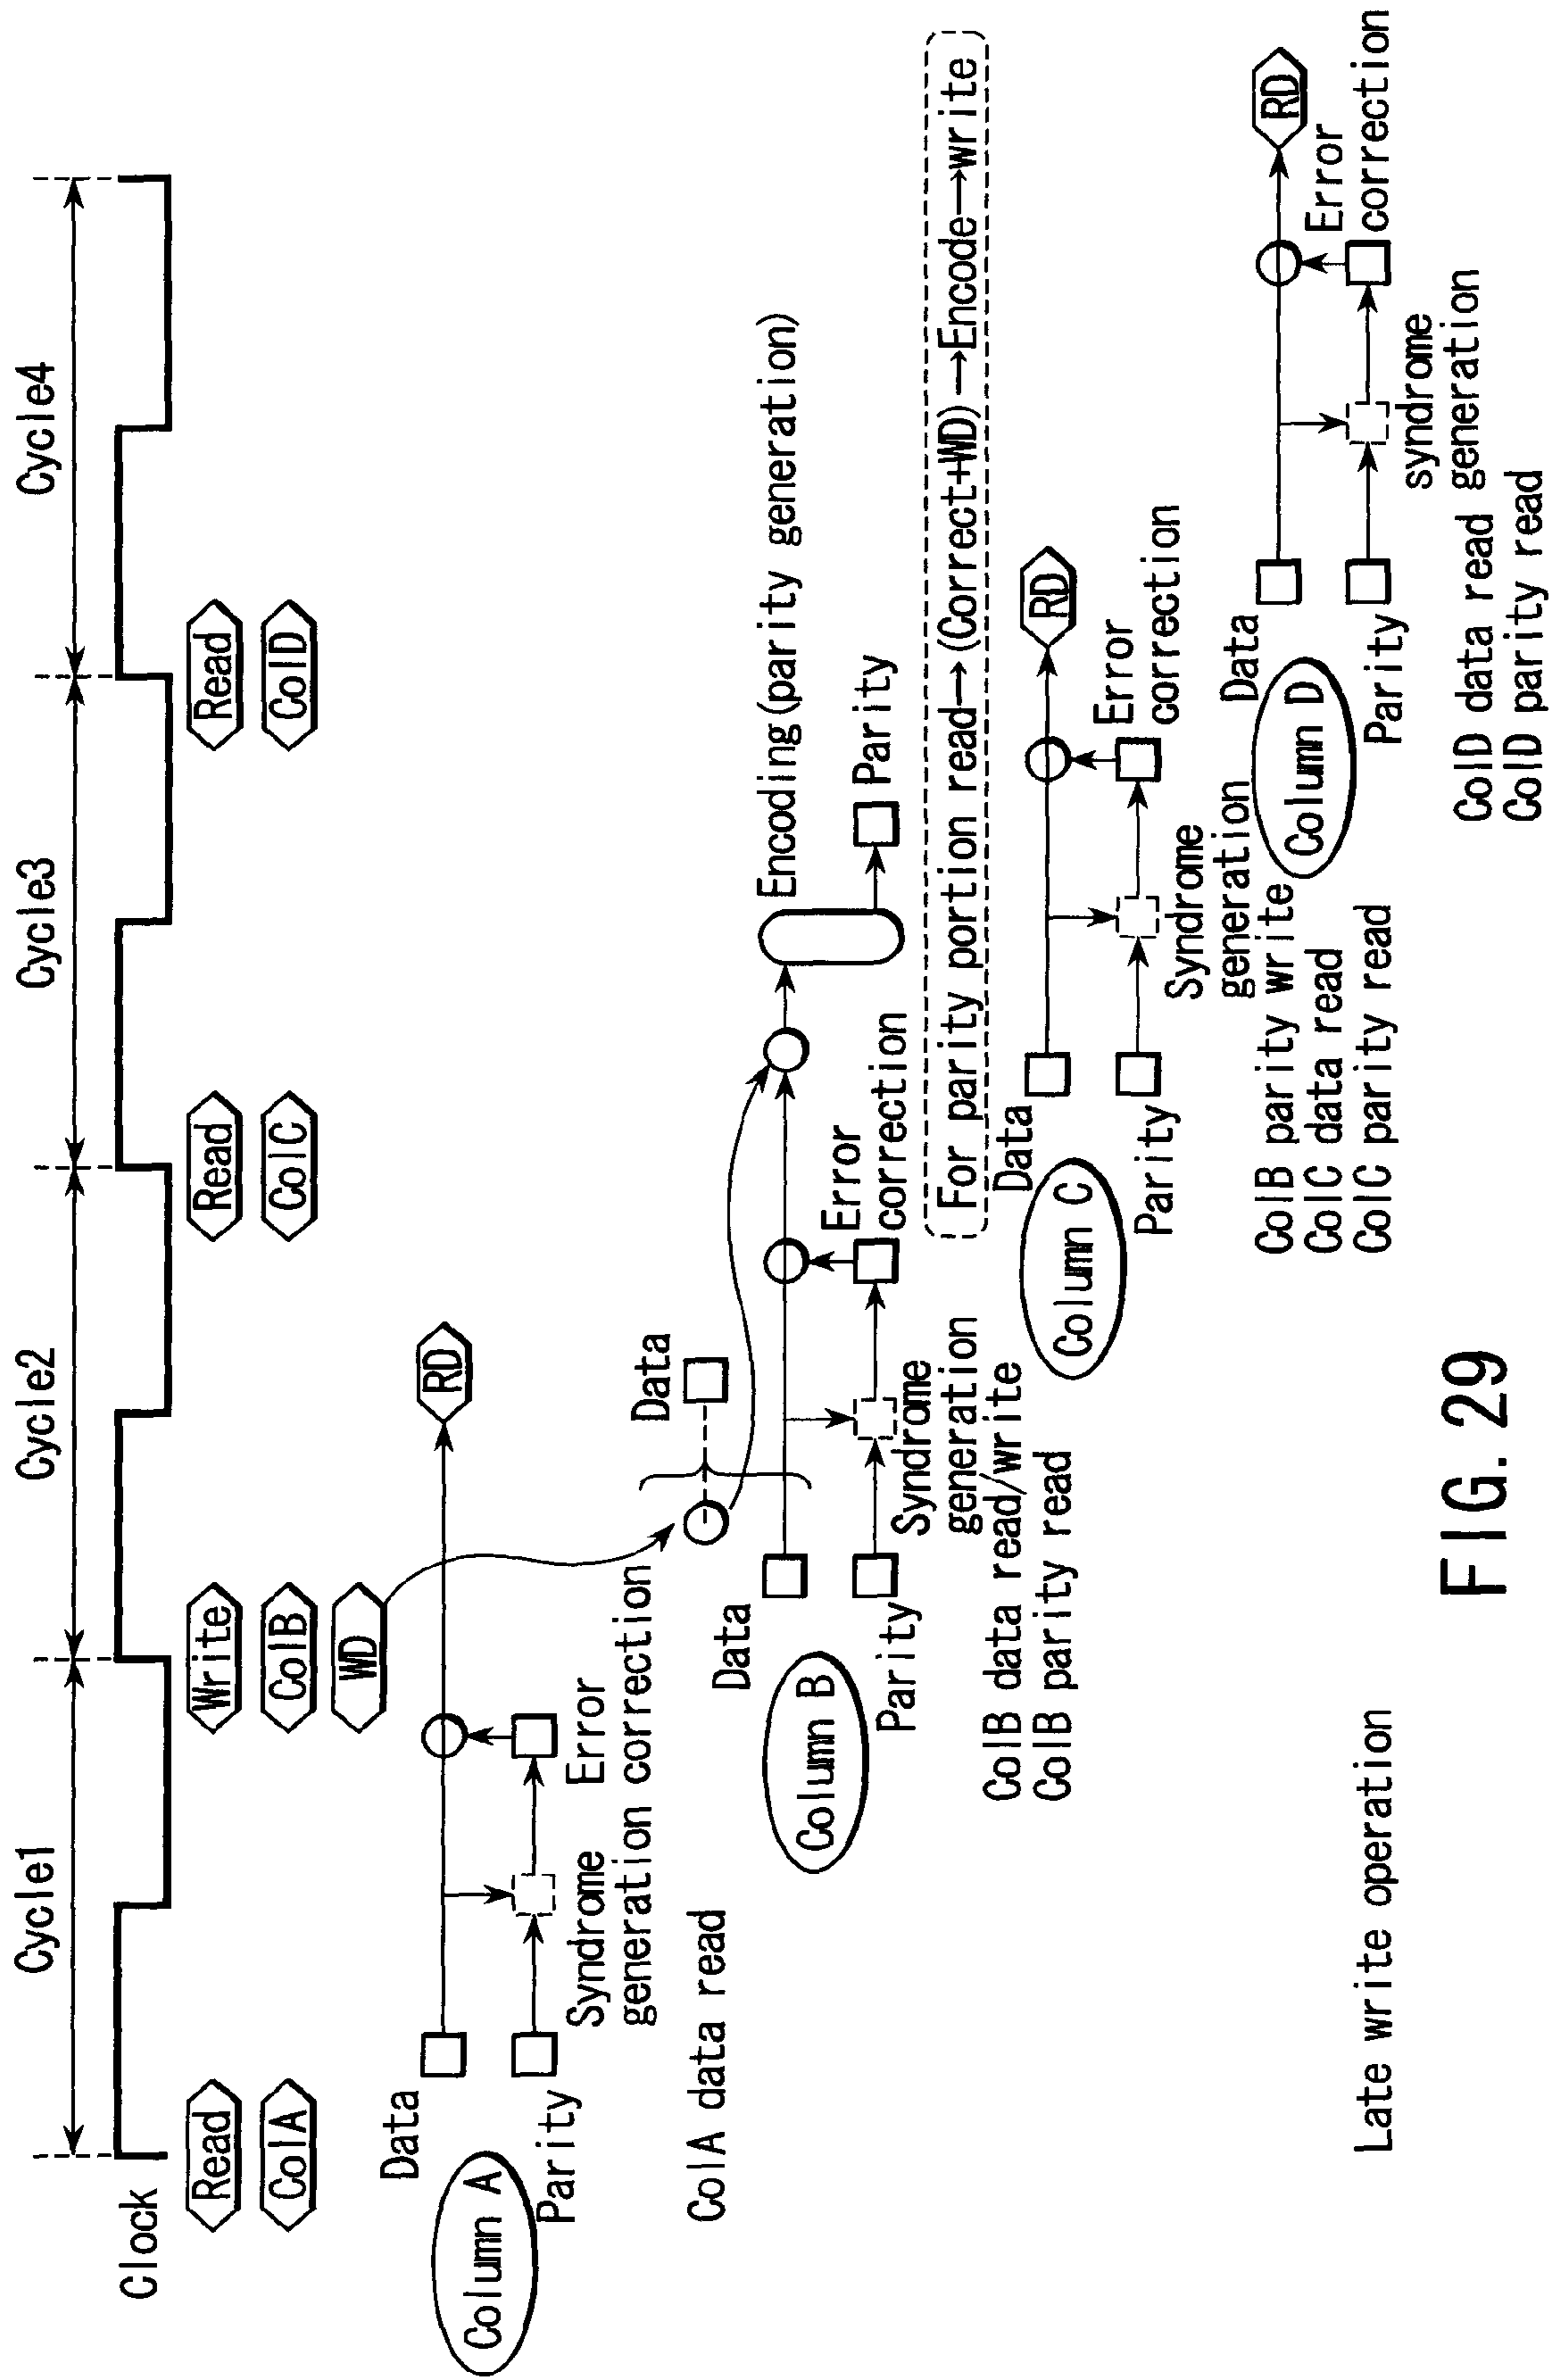 Cycle1 Cycle2 Cycle3 Cycle4
Clock
Read Write Read Read
ColA ColB ColC ColD
WD
Data
RD
Column A
Parity
Syndrome
generation
Error
correction
ColA data read
Data
Data
Column B
Parity
Syndrome
generation
Error
correction
Encoding(parity generation)
Parity
ColB data read/write
ColB parity read
For parity portion read→(Correct+WD)→Encode→write
Data
RD
Column C
Parity
Syndrome
generation
Error
correction
ColB parity write
ColC data read
ColC parity read
Data
RD
Column D
Parity
syndrome
generation
Error
correction
ColD data read
ColD parity read
Late write operation
FIG. 29